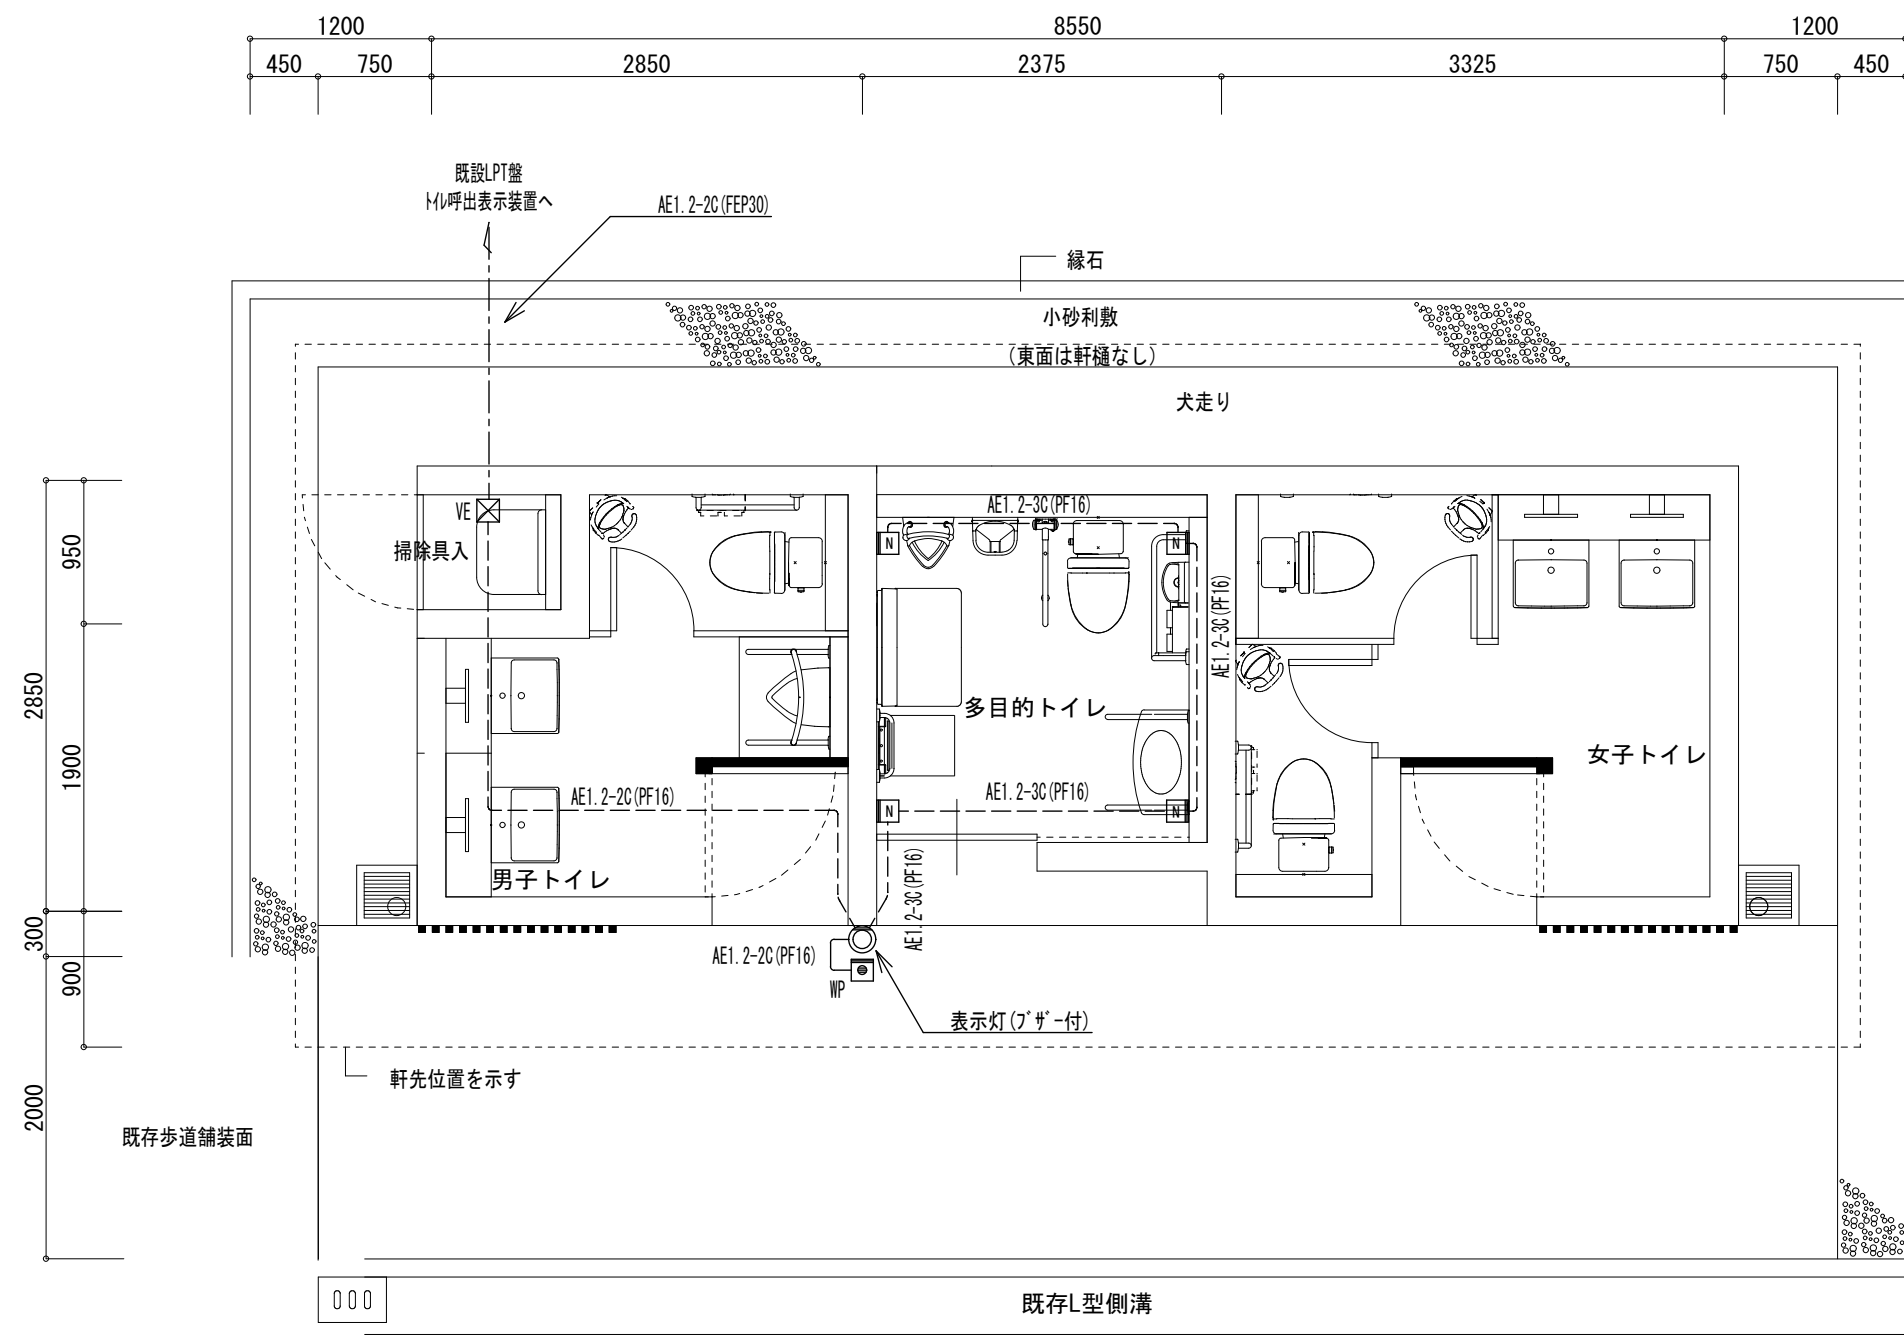 1200
8550
1200
450
750
2850
2375
3325
750
450
既設LPT盤
ﾄｲﾚ呼出表示装置へ
AE1.2-2C(FEP30)
縁石
小砂利敷
(東面は軒樋なし)
犬走り
VE
掃除具入
AE1.2-3C(PF16)
N
N
AE1.2-3C(PF16)
多目的トイレ
女子トイレ
AE1.2-2C(PF16)
AE1.2-3C(PF16)
N
N
男子トイレ
AE1.2-3C(PF16)
AE1.2-2C(PF16)
WP
表示灯(ﾌﾞｻﾞｰ付)
軒先位置を示す
既存歩道舗装面
既存L型側溝
950
2850
1900
300
900
2000